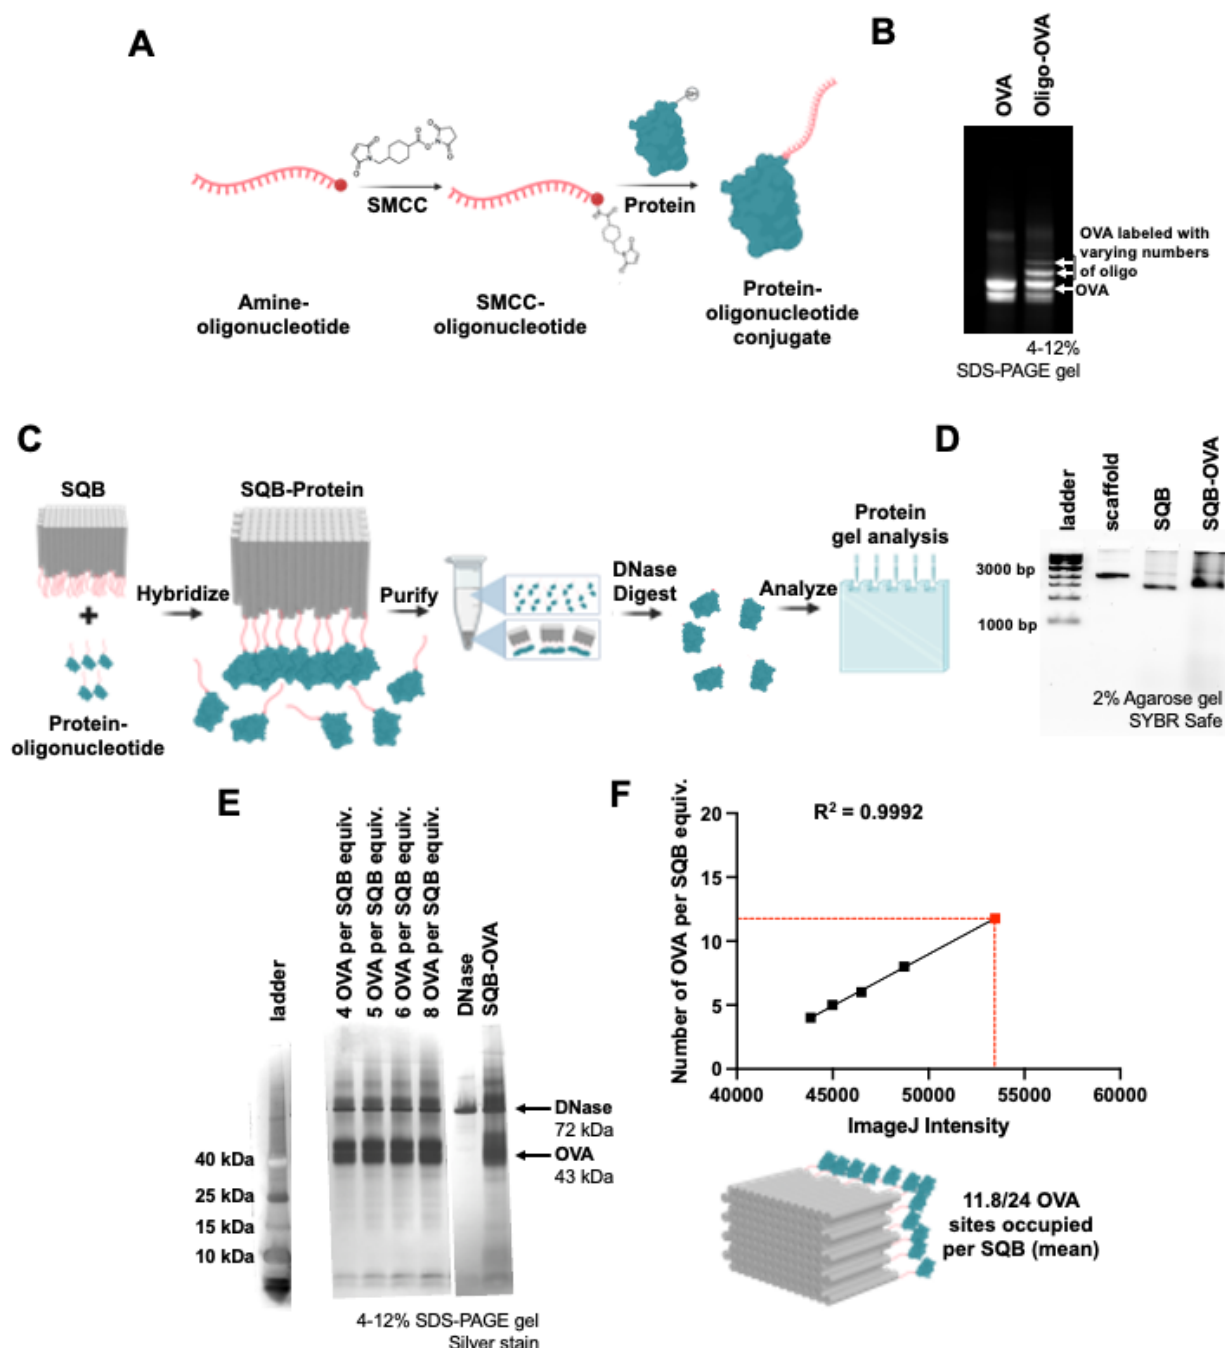 A
SMCC
Protein
Amine-
oligonucleotide
SMCC-
oligonucleotide
Protein-
oligonucleotide
conjugate
B
OVA
Oligo-OVA
OVA labeled with
varying numbers
of oligo
OVA
4-12%
SDS-PAGE gel
C
SQB
+
Protein-
oligonucleotide
Hybridize
SQB-Protein
Purify
DNase
Digest
Analyze
Protein
gel analysis
D
ladder
scaffold
SQB
SQB-OVA
3000 bp
1000 bp
2% Agarose gel
SYBR Safe
E
ladder
4 OVA per SQB equiv.
5 OVA per SQB equiv.
6 OVA per SQB equiv.
8 OVA per SQB equiv.
DNase
SQB-OVA
DNase
72 kDa
OVA
43 kDa
40 kDa
25 kDa
15 kDa
10 kDa
4-12% SDS-PAGE gel
Silver stain
F
R² = 0.9992
Number of OVA per SQB equiv.
20
15
10
5
0
40000
45000
50000
55000
60000
ImageJ Intensity
11.8/24 OVA
sites occupied
per SQB (mean)